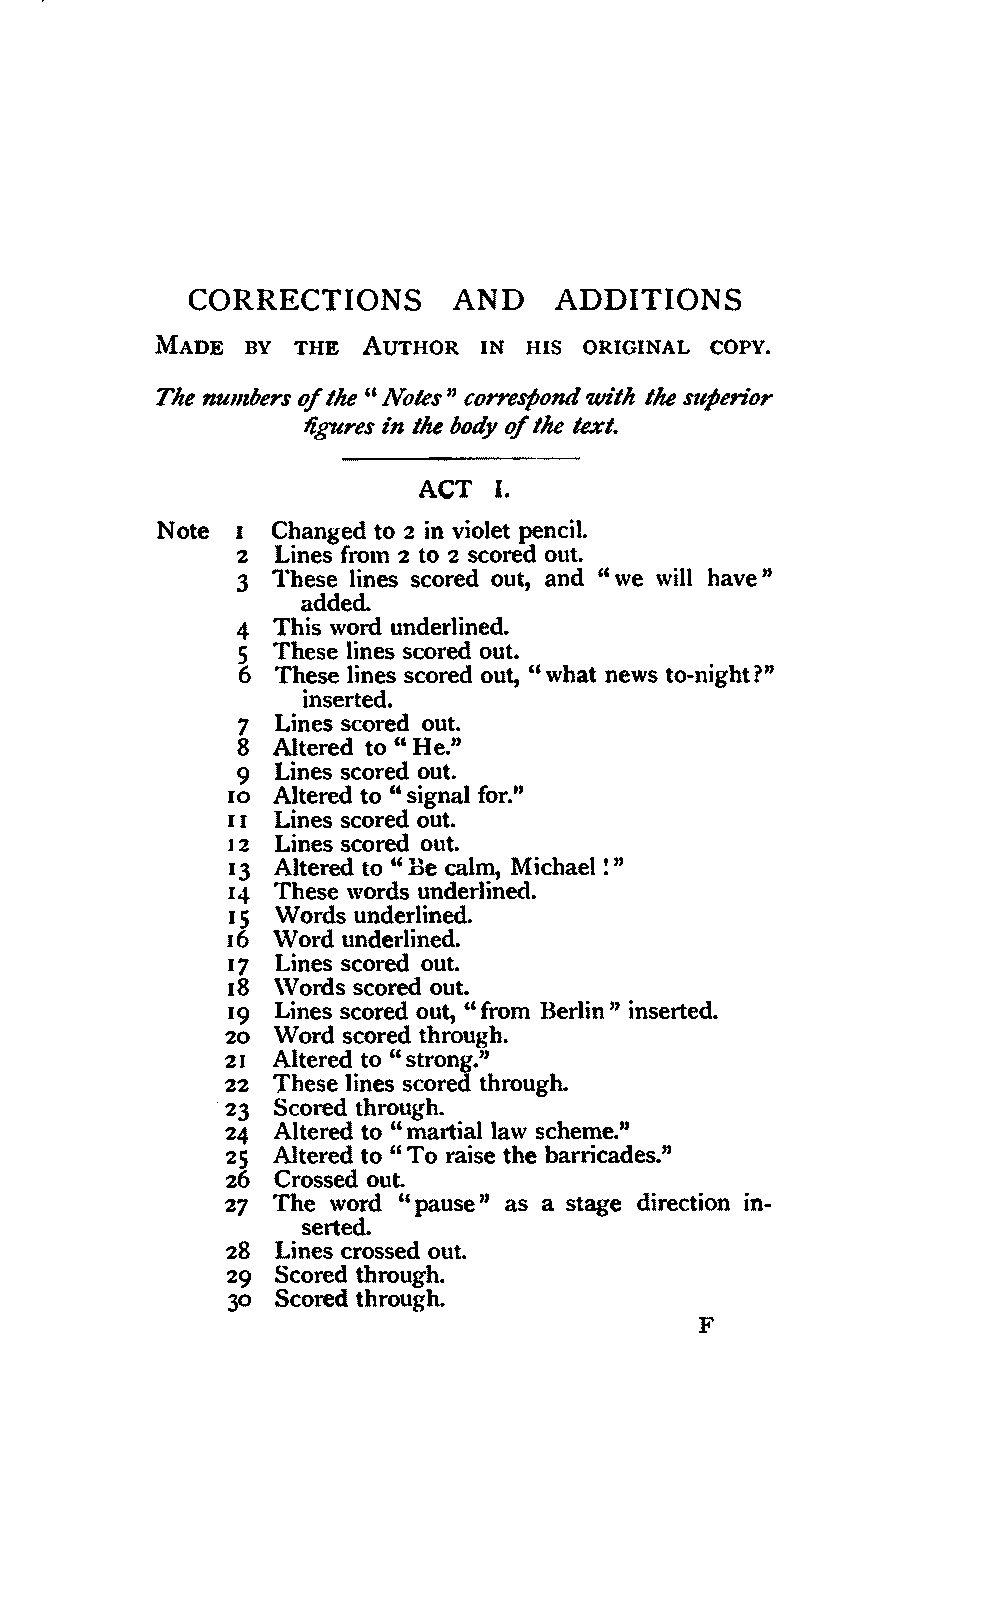 CORRECTIONS AND ADDITIONS
MADE BY THE AUTHOR IN HIS ORIGINAL COPY.
The numbers of the “Notes” correspond with the superior
figures in the body of the text.
ACT I.
Note 1 Changed to 2 in violet pencil.
2 Lines from 2 to 2 scored out.
3 These lines scored out, and “we will have”
added.
4 This word underlined.
5 These lines scored out.
6 These lines scored out, “what news to-night?”
inserted.
7 Lines scored out.
8 Altered to “He.”
9 Lines scored out.
10 Altered to “signal for.”
11 Lines scored out.
12 Lines scored out.
13 Altered to “Be calm, Michael!”
14 These words underlined.
15 Words underlined.
16 Word underlined.
17 Lines scored out.
18 Words scored out.
19 Lines scored out, “from Berlin” inserted.
20 Word scored through.
21 Altered to “strong.”
22 These lines scored through.
23 Scored through.
24 Altered to “martial law scheme.”
25 Altered to “To raise the barricades.”
26 Crossed out.
27 The word “pause” as a stage direction in-
serted.
28 Lines crossed out.
29 Scored through.
30 Scored through.
F